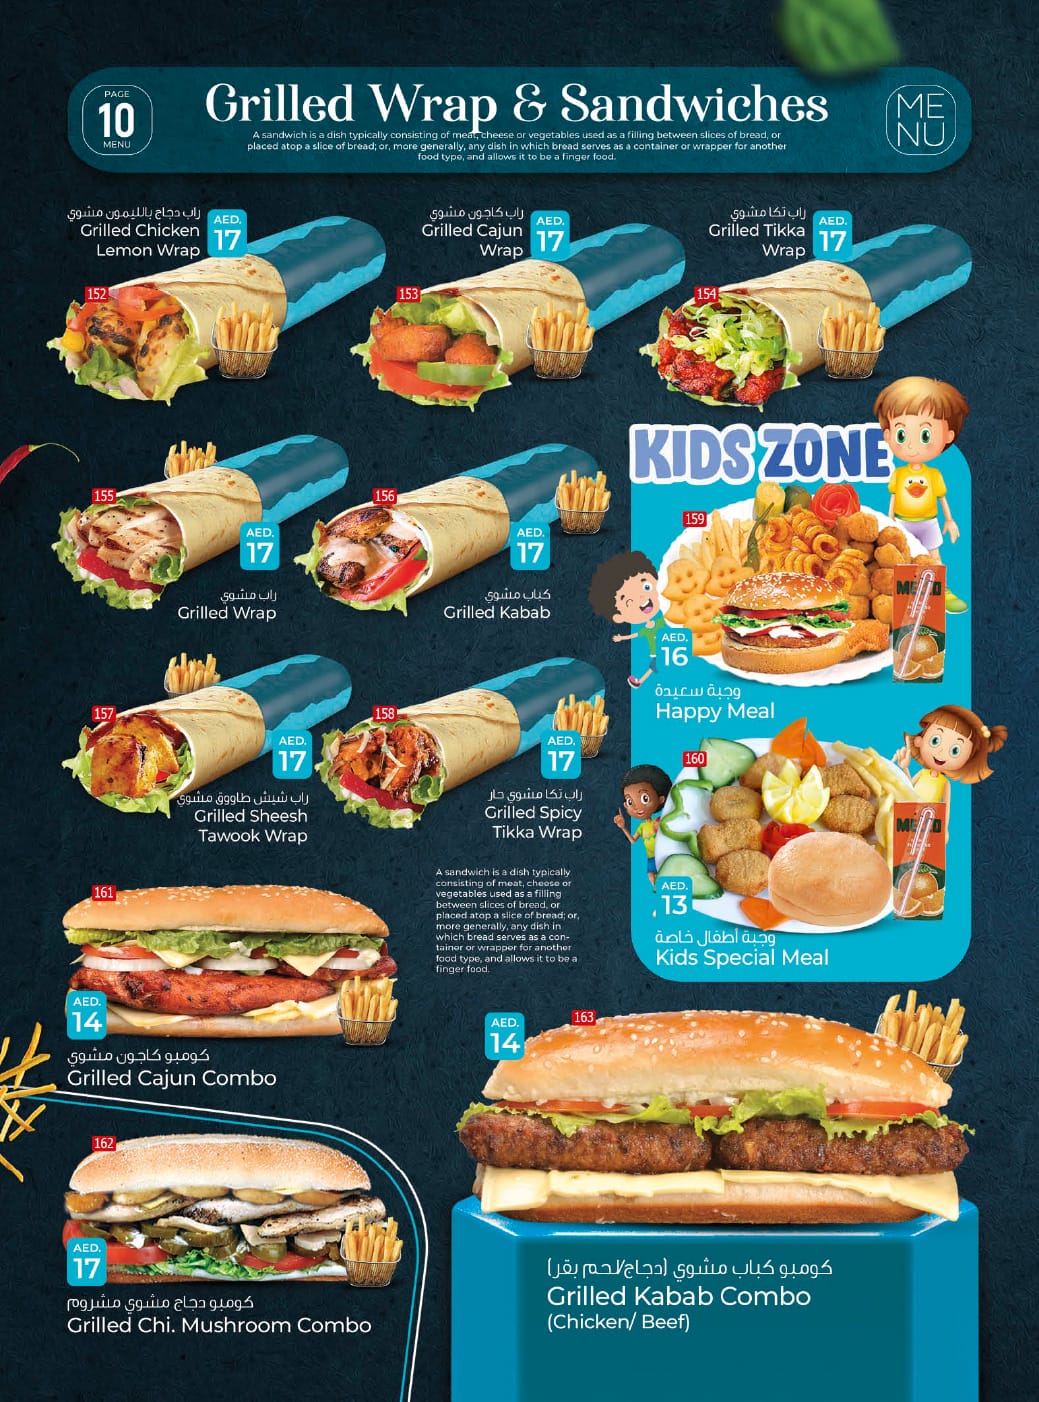 PAGE
10
MENU
Grilled Wrap & Sandwiches
A sandwich is a dish typically consisting of meat, cheese or vegetables used as a filling between slices of bread, or
placed atop a slice of bread; or, more generally, any dish in which bread serves as a container or wrapper for another
food type, and allows it to be a finger food.
ME
NU
راب دجاج بالليمون مشوي
Grilled Chicken
Lemon Wrap
AED.
17
152
راب كاجون مشوي
Grilled Cajun
Wrap
AED.
17
153
راب تكا مشوي
Grilled Tikka
Wrap
AED.
17
154
155
AED.
17
راب مشوي
Grilled Wrap
156
AED.
17
كباب مشوي
Grilled Kabab
KIDS ZONE
159
AED.
16
وجبة سعيدة
Happy Meal
157
AED.
17
راب شيش طاووق مشوي
Grilled Sheesh
Tawook Wrap
158
AED.
17
راب تكا مشوي حار
Grilled Spicy
Tikka Wrap
160
AED.
13
وجبة أطفال خاصة
Kids Special Meal
A sandwich is a dish typically
consisting of meat, cheese or
vegetables used as a filling
between slices of bread, or
placed atop a slice of bread; or,
more generally, any dish in
which bread serves as a con-
tainer or wrapper for another
food type, and allows it to be a
finger food.
161
AED.
14
كومبو كاجون مشوي
Grilled Cajun Combo
162
AED.
17
كومبو دجاج مشوي مشروم
Grilled Chi. Mushroom Combo
163
AED.
14
كومبو كباب مشوي (دجاج/لحم بقر)
Grilled Kabab Combo
(Chicken/ Beef)